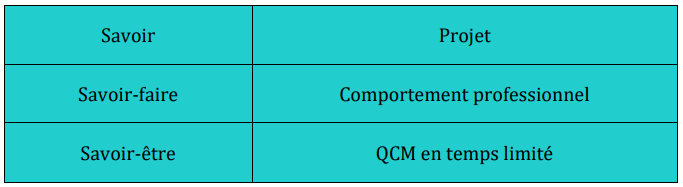 Savoir Projet
Savoir-faire Comportement professionnel
Savoir-être QCM en temps limité